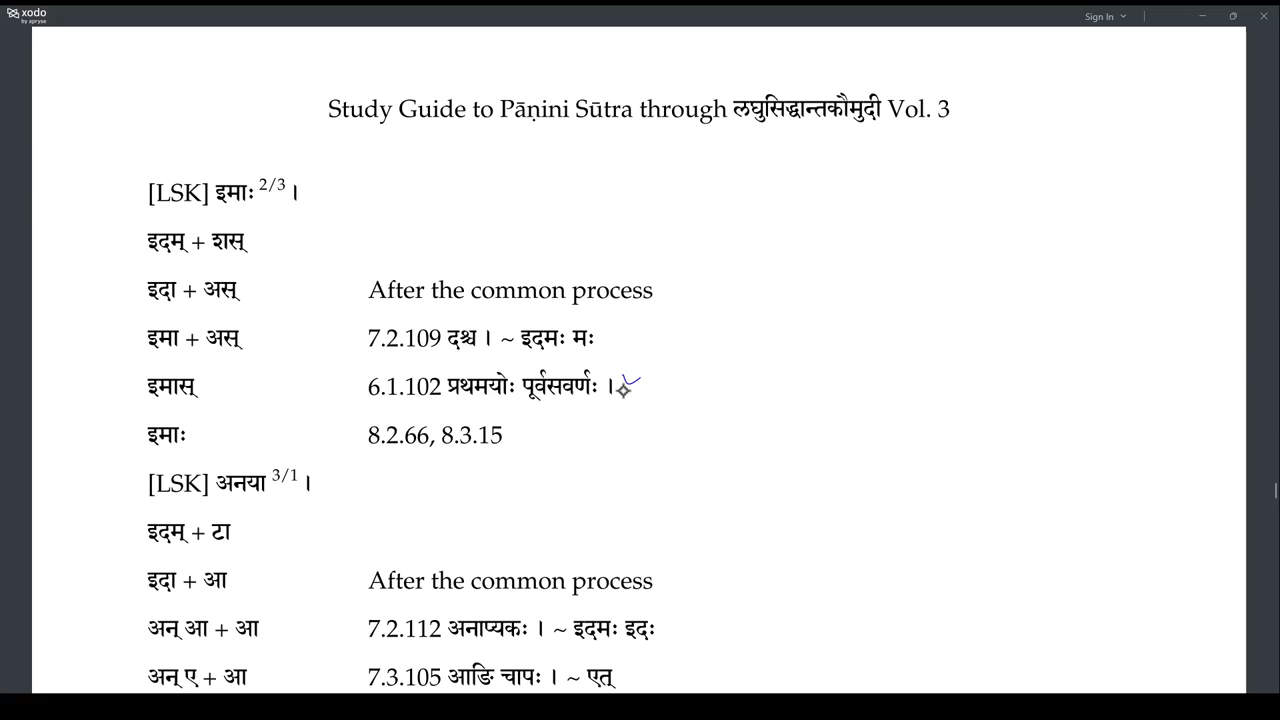 xodo
by apryse
Sign In
Study Guide to Pāṇini Sūtra through लघुसिद्धान्तकौमुदी Vol. 3
[LSK] इमाः 2/3 ।
इदम् + शस्
इदा + अस् After the common process
इमा + अस् 7.2.109 दश्च । ~ इदमः मः
इमास् 6.1.102 प्रथमयोः पूर्वसवर्णः ।
इमाः 8.2.66, 8.3.15
[LSK] अनया 3/1 ।
इदम् + टा
इदा + आ After the common process
अन् आ + आ 7.2.112 अनाप्यकः । ~ इदमः इदः
अन् ए + आ 7.3.105 आङि चापः । ~ एत्